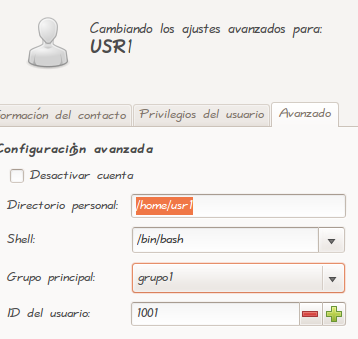 Cambiando los ajustes avanzados para:
USR1
formación del contacto
Privilegios del usuario
Avanzado
Configuración avanzada
Desactivar cuenta
Directorio personal: /home/usr1
Shell: /bin/bash
Grupo principal: grupo1
ID del usuario: 1001